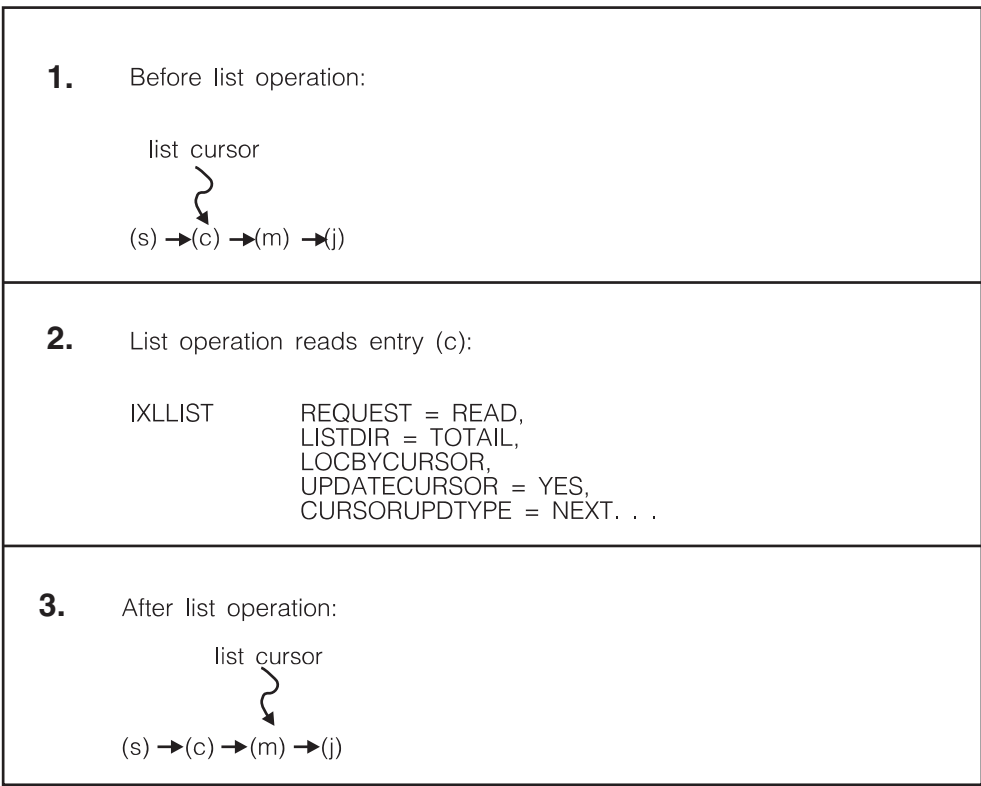 1. Before list operation:
list cursor
(s) →(c) →(m) →(j)
2. List operation reads entry (c):
IXLLIST REQUEST = READ,
LISTDIR = TOTAIL,
LOCBYCURSOR,
UPDATECURSOR = YES,
CURSORUPDTYPE = NEXT. . .
3. After list operation:
list cursor
(s) →(c) →(m) →(j)